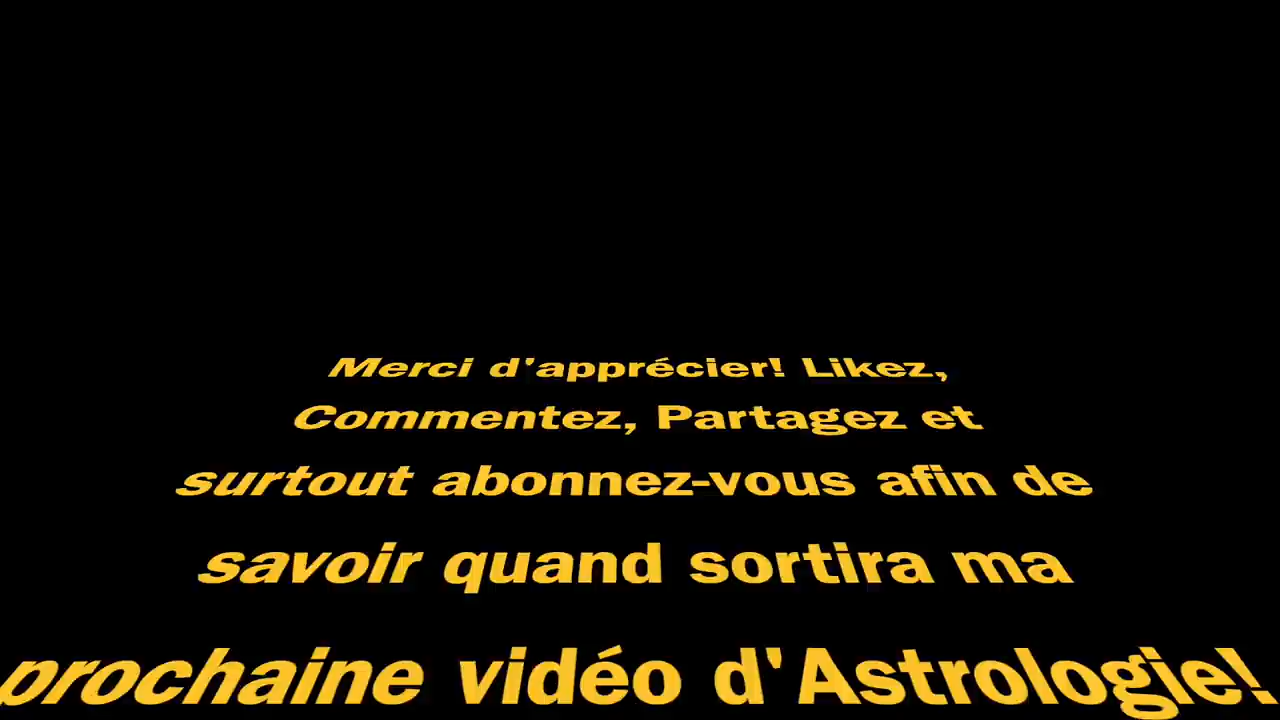 Merci d'apprécier! Likez,
Commentez, Partagez et
surtout abonnez-vous afin de
savoir quand sortira ma
prochaine vidéo d'Astrologie!